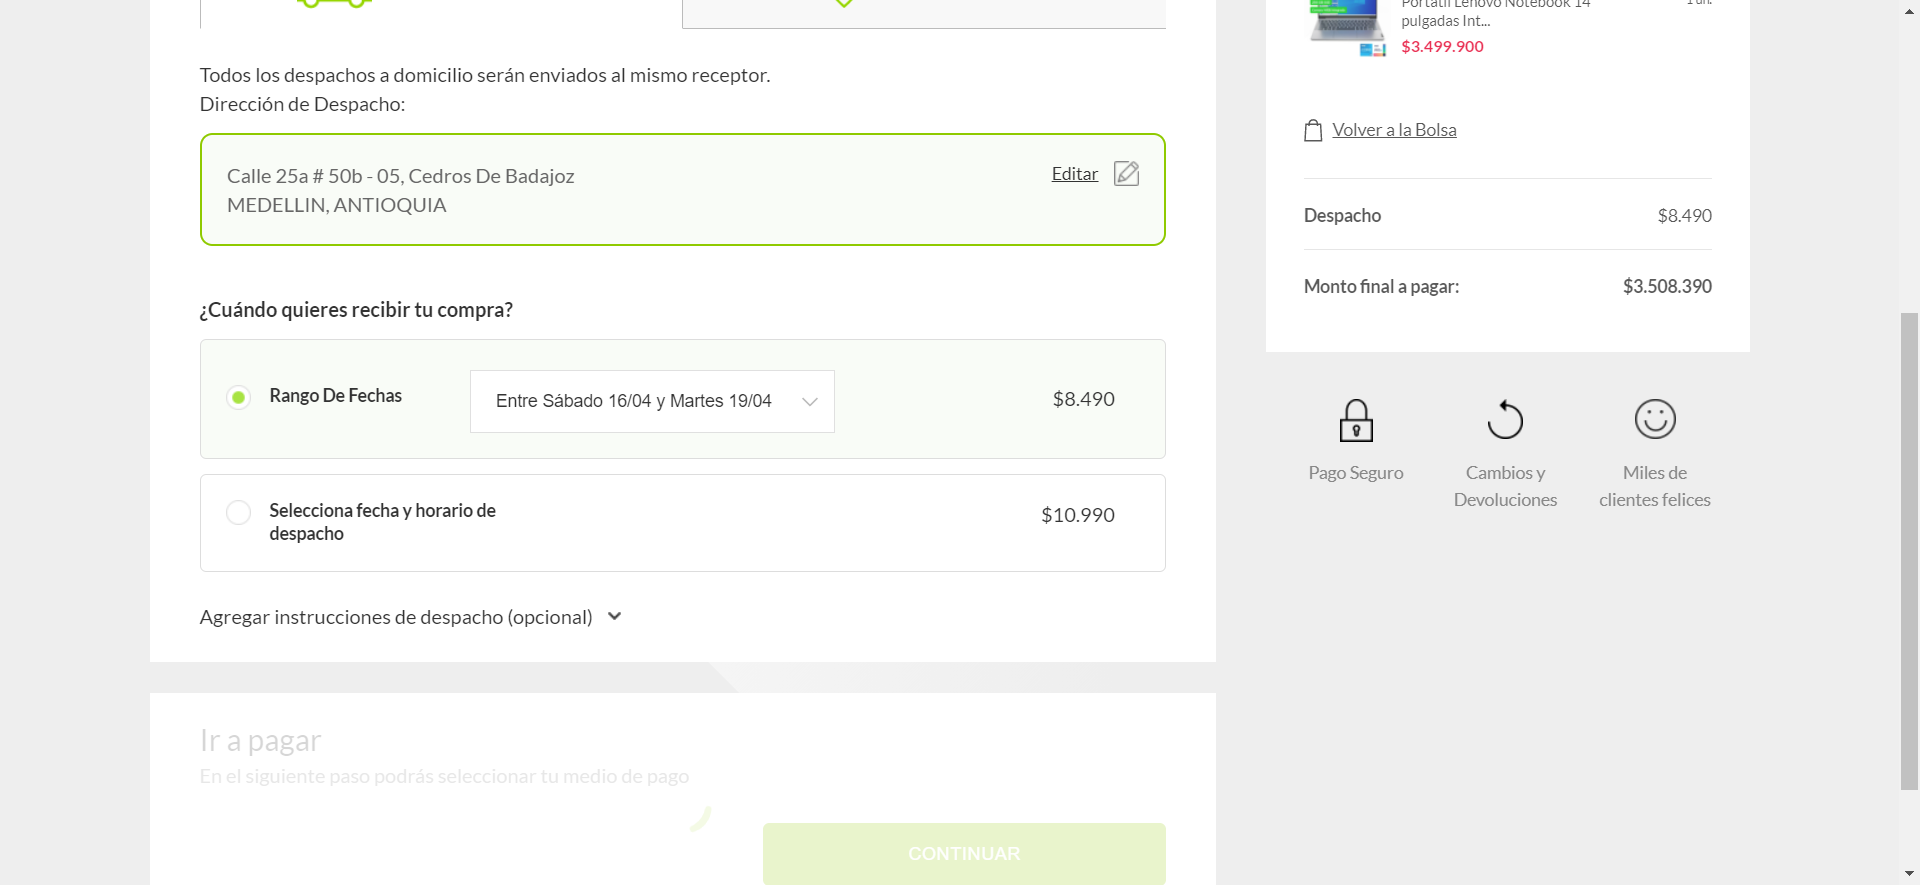 Todos los despachos a domicilio serán enviados al mismo receptor.
Dirección de Despacho:
Calle 25a # 50b - 05, Cedros De Badajoz
MEDELLIN, ANTIOQUIA
Editar
¿Cuándo quieres recibir tu compra?
Rango De Fechas
Entre Sábado 16/04 y Martes 19/04
$8.490
Selecciona fecha y horario de
despacho
$10.990
Agregar instrucciones de despacho (opcional)
Ir a pagar
En el siguiente paso podrás seleccionar tu medio de pago
CONTINUAR
Portátil Lenovo Notebook 14
pulgadas Int...
1 un.
$3.499.900
Volver a la Bolsa
Despacho
$8.490
Monto final a pagar:
$3.508.390
Pago Seguro
Cambios y
Devoluciones
Miles de
clientes felices